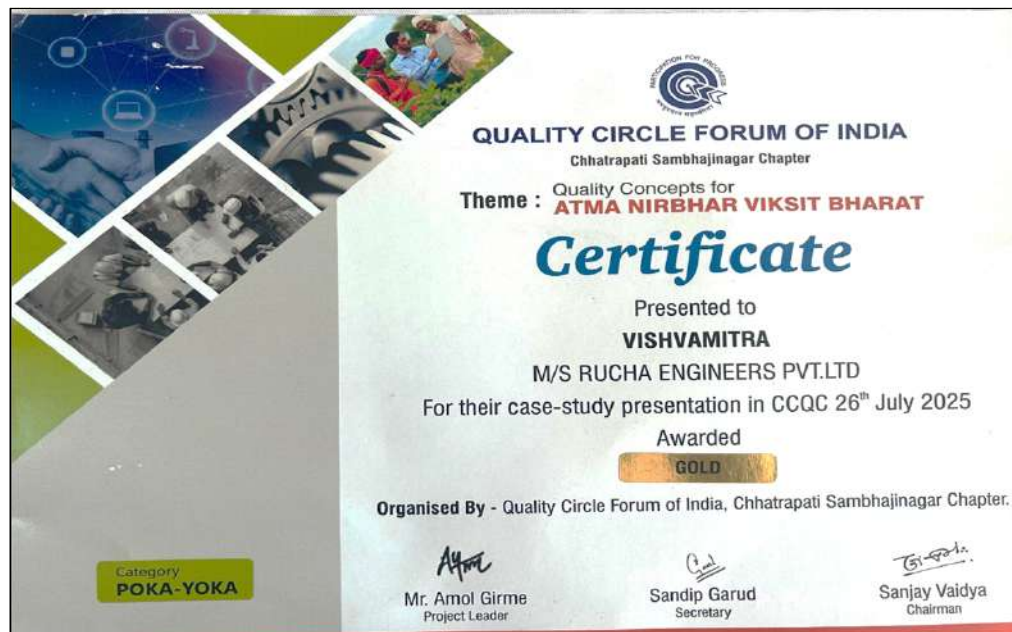 PARTICIPATION FOR PROGRESS
QUALITY CIRCLE FORUM OF INDIA
Chhatrapati Sambhajinagar Chapter
Theme : Quality Concepts for
ATMA NIRBHAR VIKSIT BHARAT
Certificate
Presented to
VISHVAMITRA
M/S RUCHA ENGINEERS PVT.LTD
For their case-study presentation in CCQC 26th July 2025
Awarded
GOLD
Organised By - Quality Circle Forum of India, Chhatrapati Sambhajinagar Chapter.
Category
POKA-YOKA
Mr. Amol Girme
Project Leader
Sandip Garud
Secretary
Sanjay Vaidya
Chairman